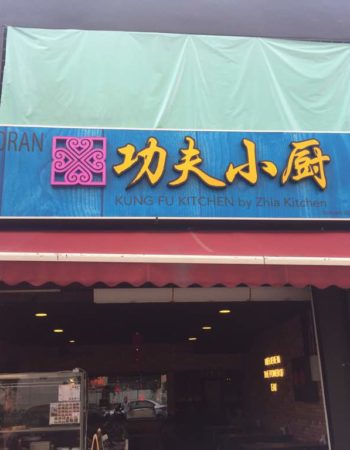 ORAN
功夫小厨
KUNG FU KITCHEN by Zhia Kitchen